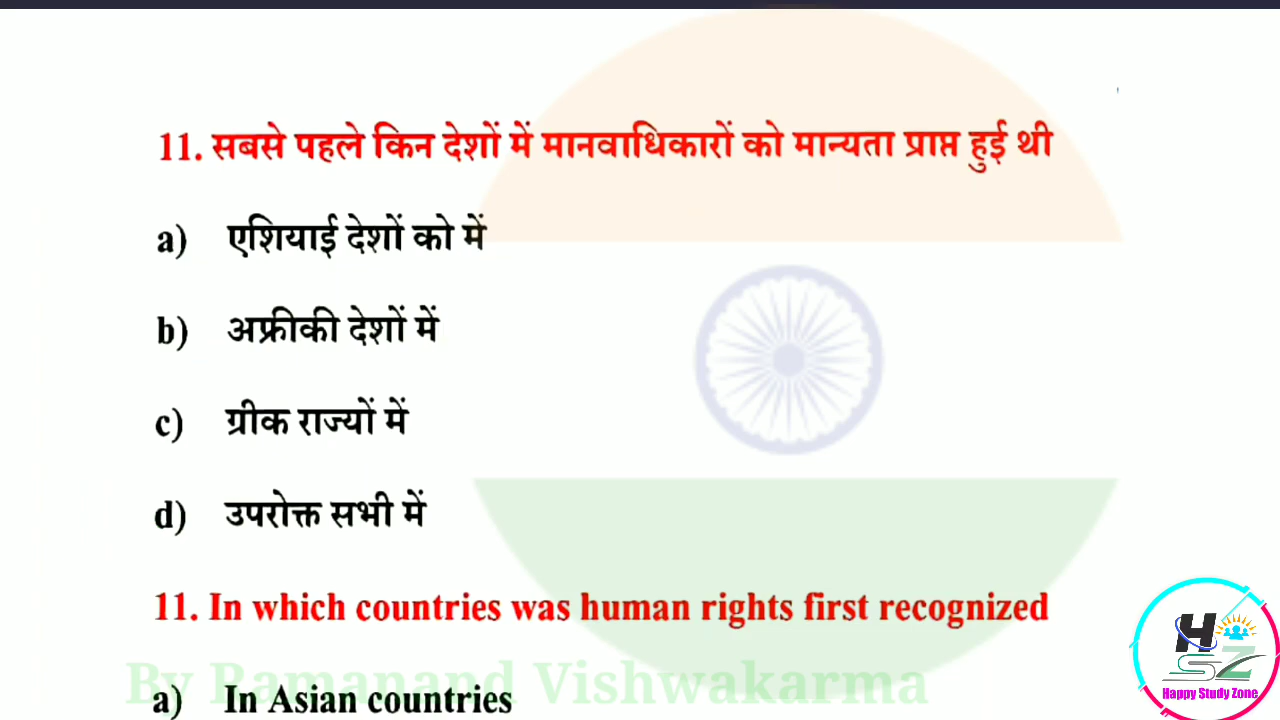 11. सबसे पहले किन देशों में मानवाधिकारों को मान्यता प्राप्त हुई थी
a) एशियाई देशों को में
b) अफ्रीकी देशों में
c) ग्रीक राज्यों में
d) उपरोक्त सभी में
11. In which countries was human rights first recognized
By Ramanand Vishwakarma
a) In Asian countries
HSZ
Happy Study Zone